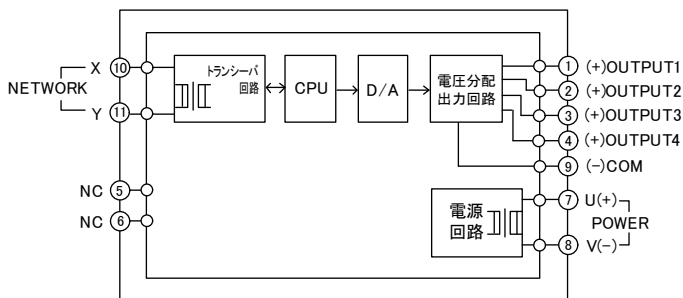 X
⑩
NETWORK
Y
⑪
NC
⑤
NC
⑥
トランシーバ
回路
CPU
D/A
電圧分配
出力回路
① (+)OUTPUT1
② (+)OUTPUT2
③ (+)OUTPUT3
④ (+)OUTPUT4
⑨ (-)COM
電源
回路
⑦ U(+)
POWER
⑧ V(-)